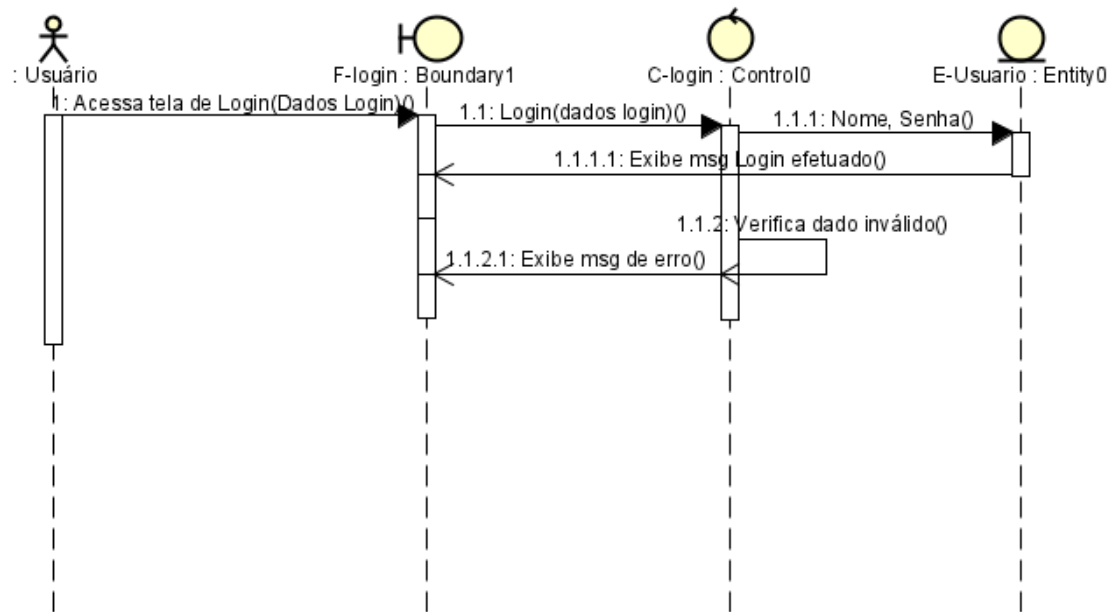 : Usuário
F-login : Boundary1
C-login : Control0
E-Usuario : Entity0
1: Acessa tela de Login(Dados Login)()
1.1: Login(dados login)()
1.1.1: Nome, Senha()
1.1.1.1: Exibe msg Login efetuado()
1.1.2: Verifica dado inválido()
1.1.2.1: Exibe msg de erro()